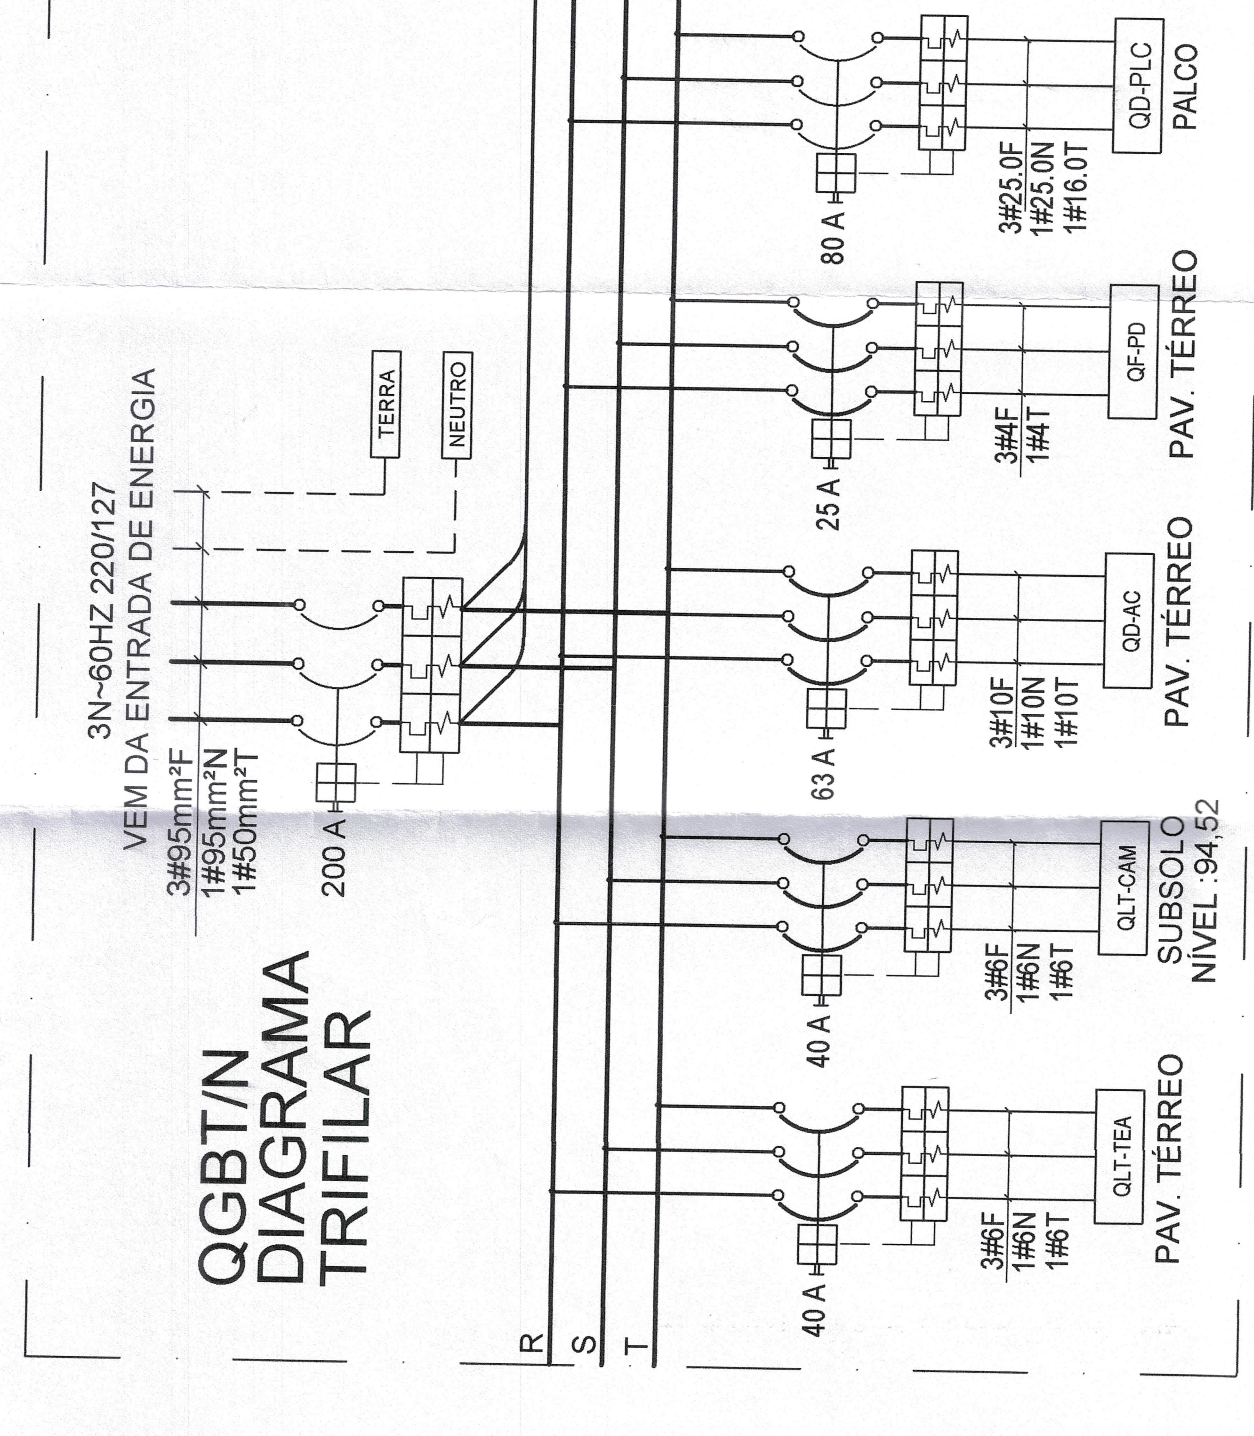 QGBT/N
DIAGRAMA
TRIFILAR
3N~60HZ 220/127
VEM DA ENTRADA DE ENERGIA
3#95mm²F
1#95mm²N
1#50mm²T
200 A
TERRA
NEUTRO
R
S
T
40 A
3#6F
1#6N
1#6T
QLT-TEA
PAV. TÉRREO
40 A
3#6F
1#6N
1#6T
QLT-CAM
SUBSOLO
NÍVEL :94,52
63 A
3#10F
1#10N
1#10T
QD-AC
PAV. TÉRREO
25 A
3#4F
1#4T
QF-PD
PAV. TÉRREO
80 A
3#25.0F
1#25.0N
1#16.0T
QD-PLC
PALCO